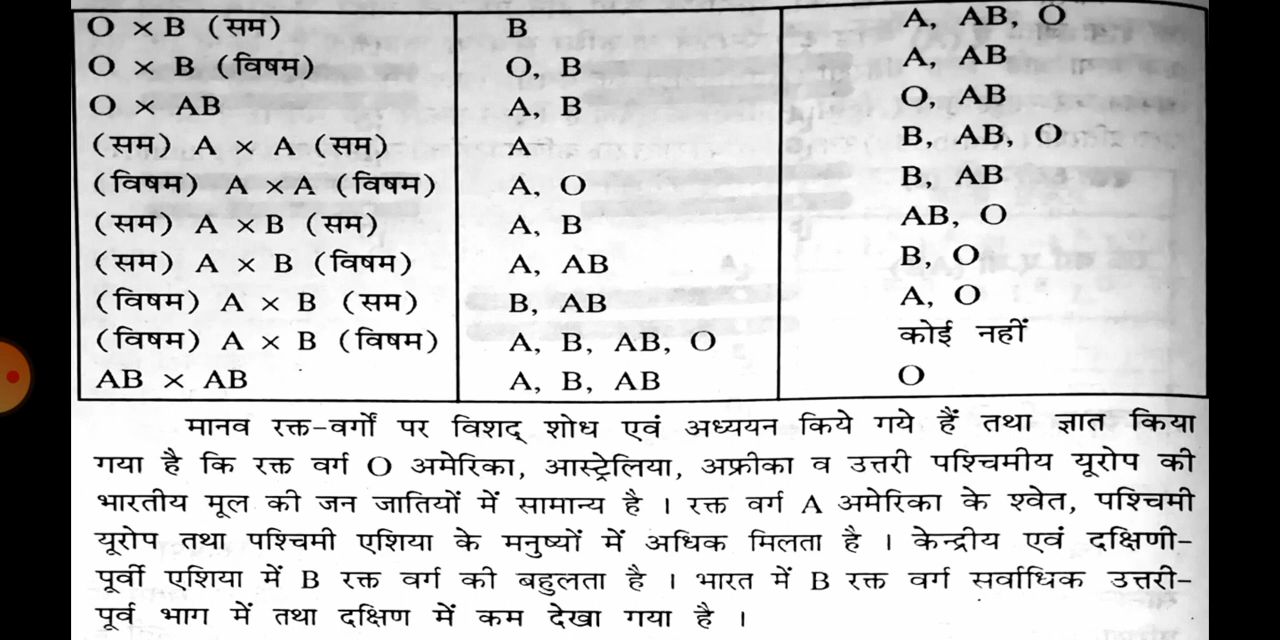 O × B (सम) B A, AB, O
O × B (विषम) O, B A, AB
O × AB A, B O, AB
(सम) A × A (सम) A B, AB, O
(विषम) A × A (विषम) A, O B, AB
(सम) A × B (सम) A, B AB, O
(सम) A × B (विषम) A, AB B, O
(विषम) A × B (सम) B, AB A, O
(विषम) A × B (विषम) A, B, AB, O कोई नहीं
AB × AB A, B, AB O
मानव रक्त-वर्गों पर विशद् शोध एवं अध्ययन किये गये हैं तथा ज्ञात किया
गया है कि रक्त वर्ग O अमेरिका, आस्ट्रेलिया, अफ्रीका व उत्तरी पश्चिमीय यूरोप की
भारतीय मूल की जन जातियों में सामान्य है । रक्त वर्ग A अमेरिका के श्वेत, पश्चिमी
यूरोप तथा पश्चिमी एशिया के मनुष्यों में अधिक मिलता है । केन्द्रीय एवं दक्षिणी-
पूर्वी एशिया में B रक्त वर्ग की बहुलता है । भारत में B रक्त वर्ग सर्वाधिक उत्तरी-
पूर्व भाग में तथा दक्षिण में कम देखा गया है ।